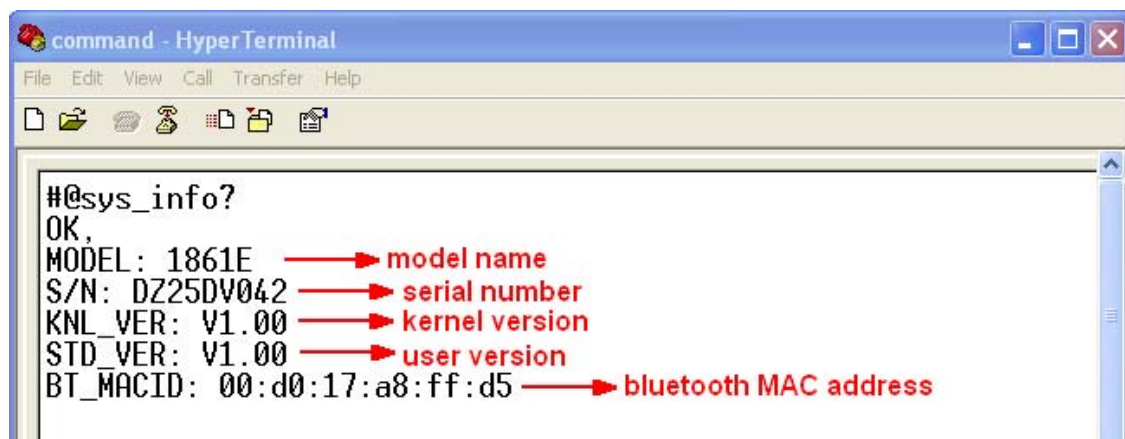 command - HyperTerminal
File Edit View Call Transfer Help
#@sys_info?
OK,
MODEL: 1861E model name
S/N: DZ25DV042 serial number
KNL_VER: V1.00 kernel version
STD_VER: V1.00 user version
BT_MACID: 00:d0:17:a8:ff:d5 bluetooth MAC address